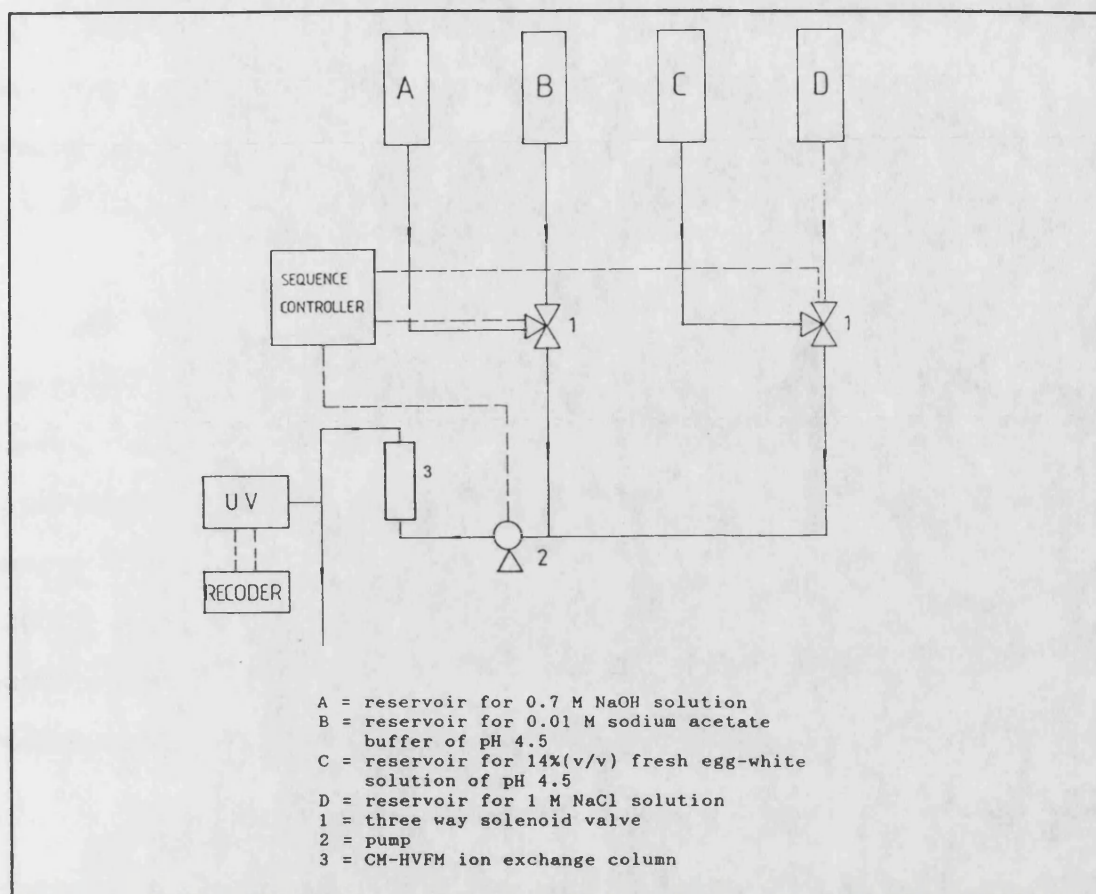 A B C D
SEQUENCE
CONTROLLER
1 1
3
UV
2
RECODER
A = reservoir for 0.7 M NaOH solution
B = reservoir for 0.01 M sodium acetate
buffer of pH 4.5
C = reservoir for 14%(v/v) fresh egg-white
solution of pH 4.5
D = reservoir for 1 M NaCl solution
1 = three way solenoid valve
2 = pump
3 = CM-HVFM ion exchange column